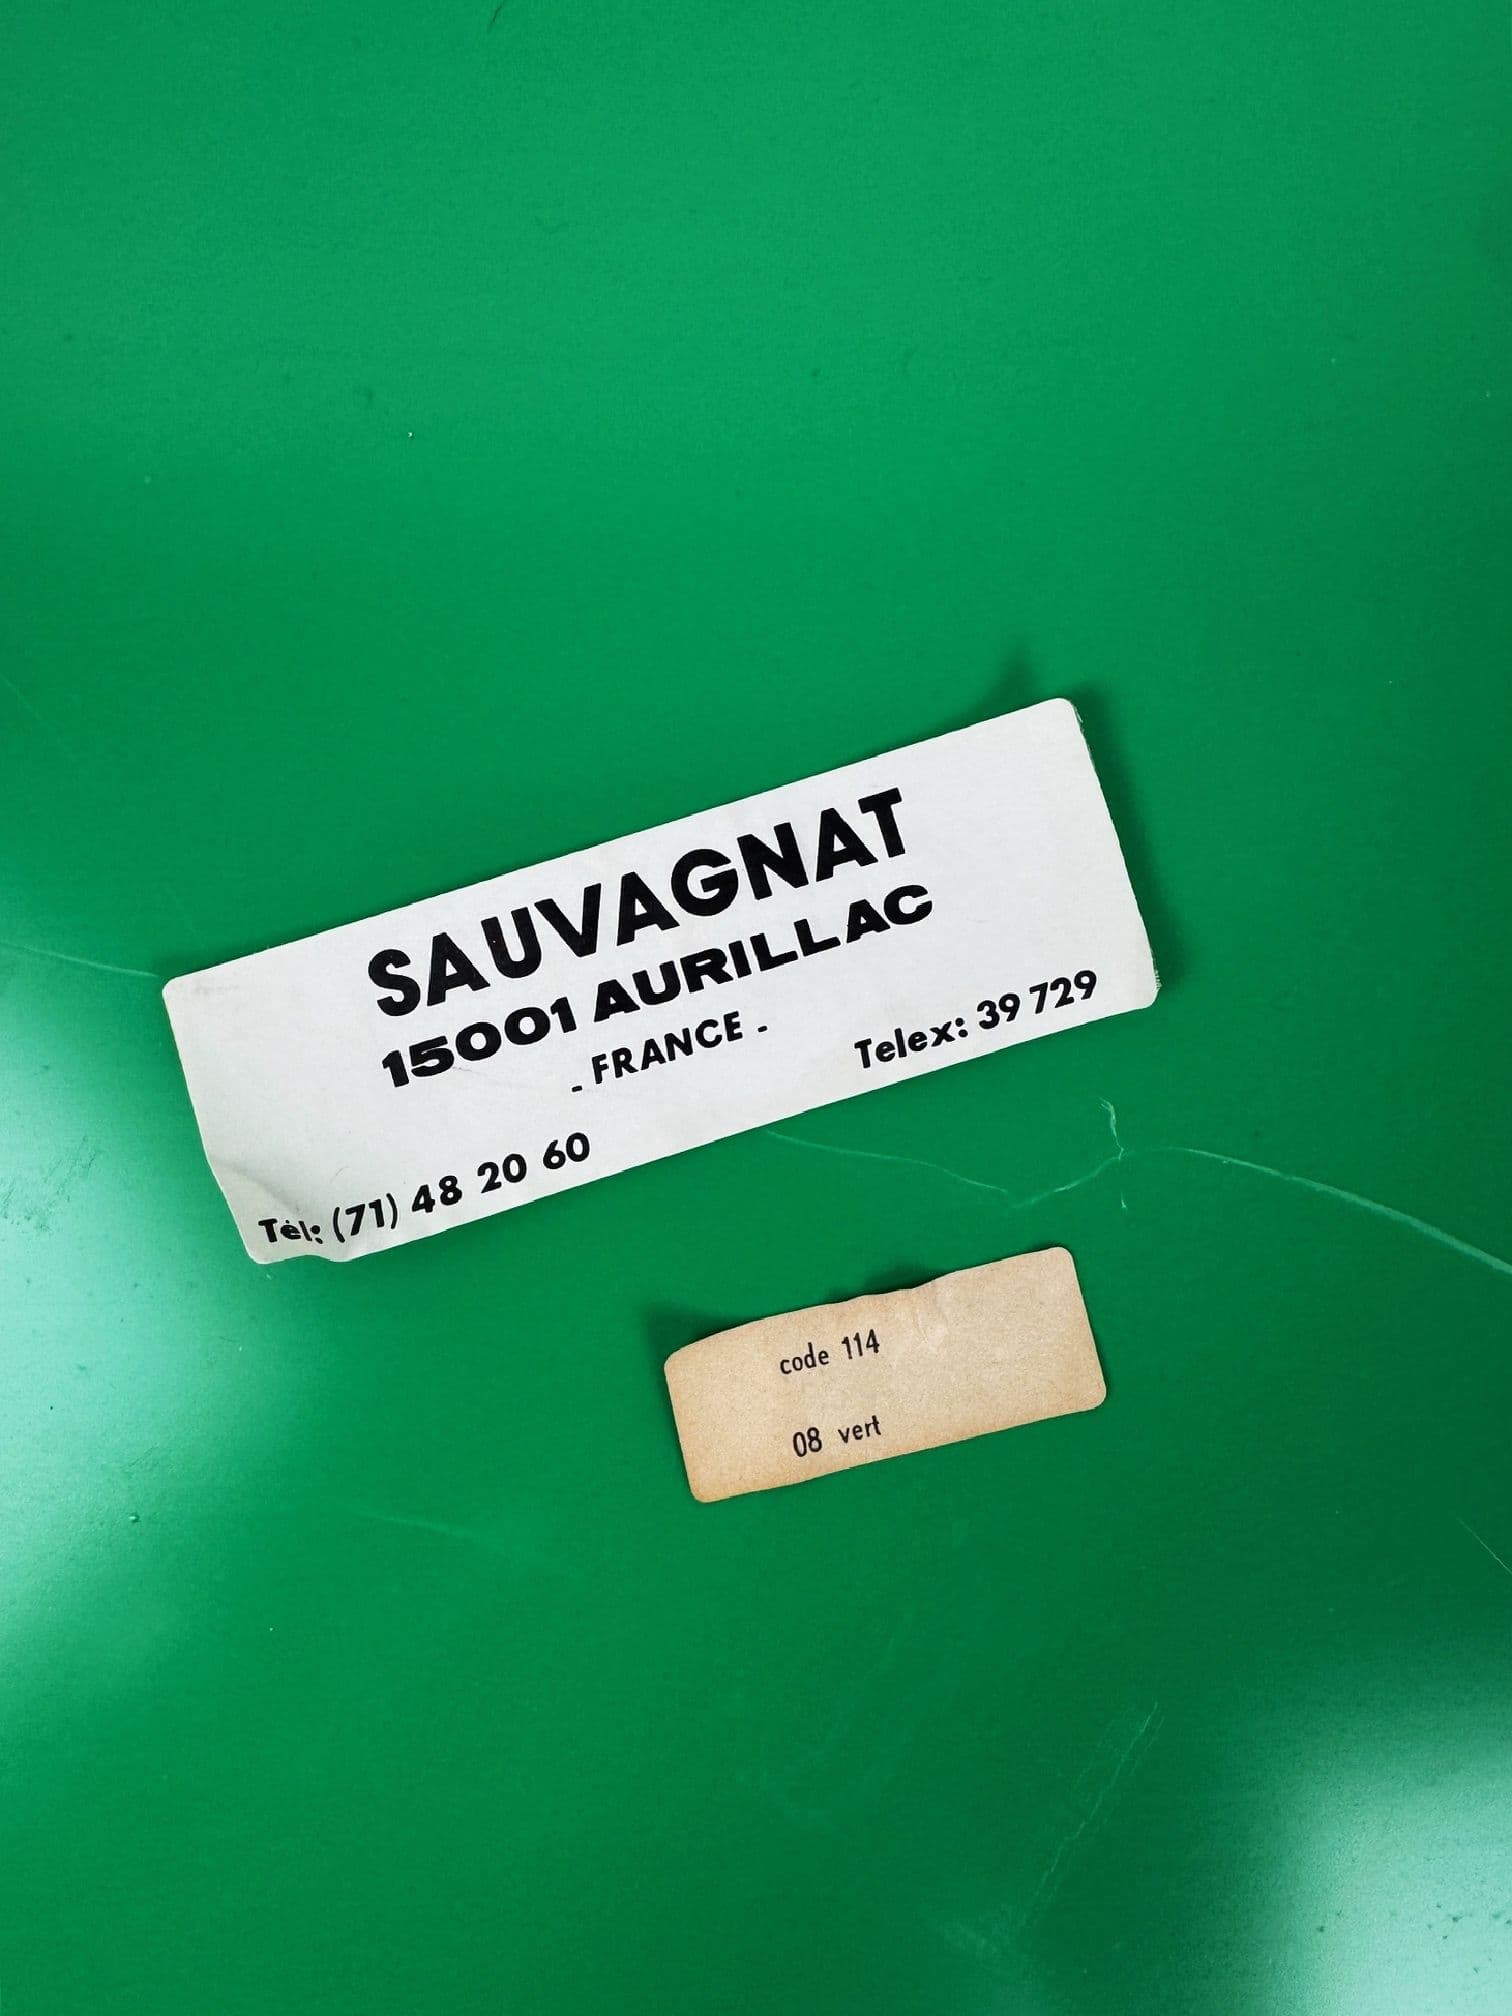 SAUVAGNAT
15001 AURILLAC
- FRANCE -
Tél: (71) 48 20 60 Telex: 39 729
code 114
08 vert